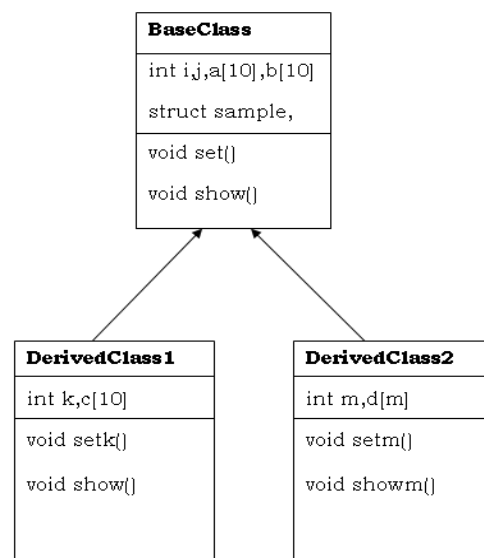 BaseClass
int i,j,a[10],b[10]
struct sample,
void set()
void show()
DerivedClass1
int k,c[10]
void setk()
void show()
DerivedClass2
int m,d[m]
void setm()
void showm()